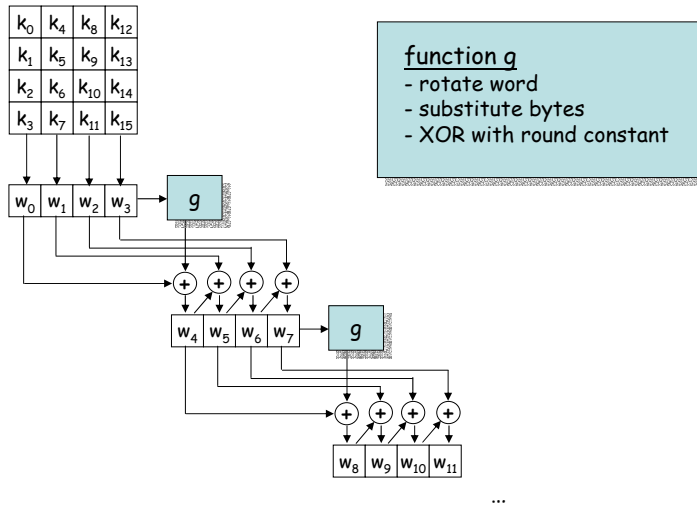 k₀ k₄ k₈ k₁₂
k₁ k₅ k₉ k₁₃
k₂ k₆ k₁₀ k₁₄
k₃ k₇ k₁₁ k₁₅
function g
- rotate word
- substitute bytes
- XOR with round constant
w₀ w₁ w₂ w₃ g
+ + + +
w₄ w₅ w₆ w₇ g
+ + + +
w₈ w₉ w₁₀ w₁₁
...